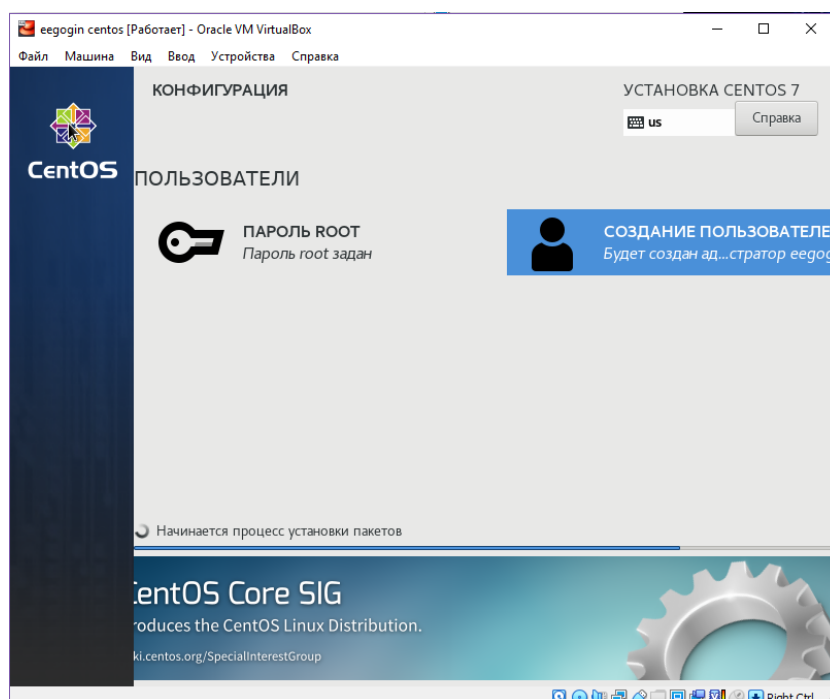 eegogin centos [Работает] - Oracle VM VirtualBox
Файл Машина Вид Ввод Устройства Справка
КОНФИГУРАЦИЯ
УСТАНОВКА CENTOS 7
us
Справка
CentOS
ПОЛЬЗОВАТЕЛИ
ПАРОЛЬ ROOT
Пароль root задан
СОЗДАНИЕ ПОЛЬЗОВАТЕЛЕ
Будет создан ад...стратор eegog
Начинается процесс установки пакетов
CentOS Core SIG
roduces the CentOS Linux Distribution.
ki.centos.org/SpecialInterestGroup
Right Ctrl